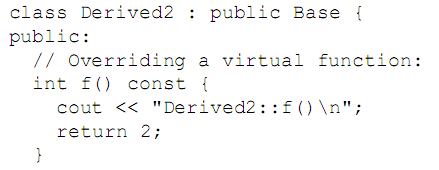 class Derived2 : public Base {
public:
  // Overriding a virtual function:
  int f() const {
    cout << "Derived2::f()\n";
    return 2;
  }